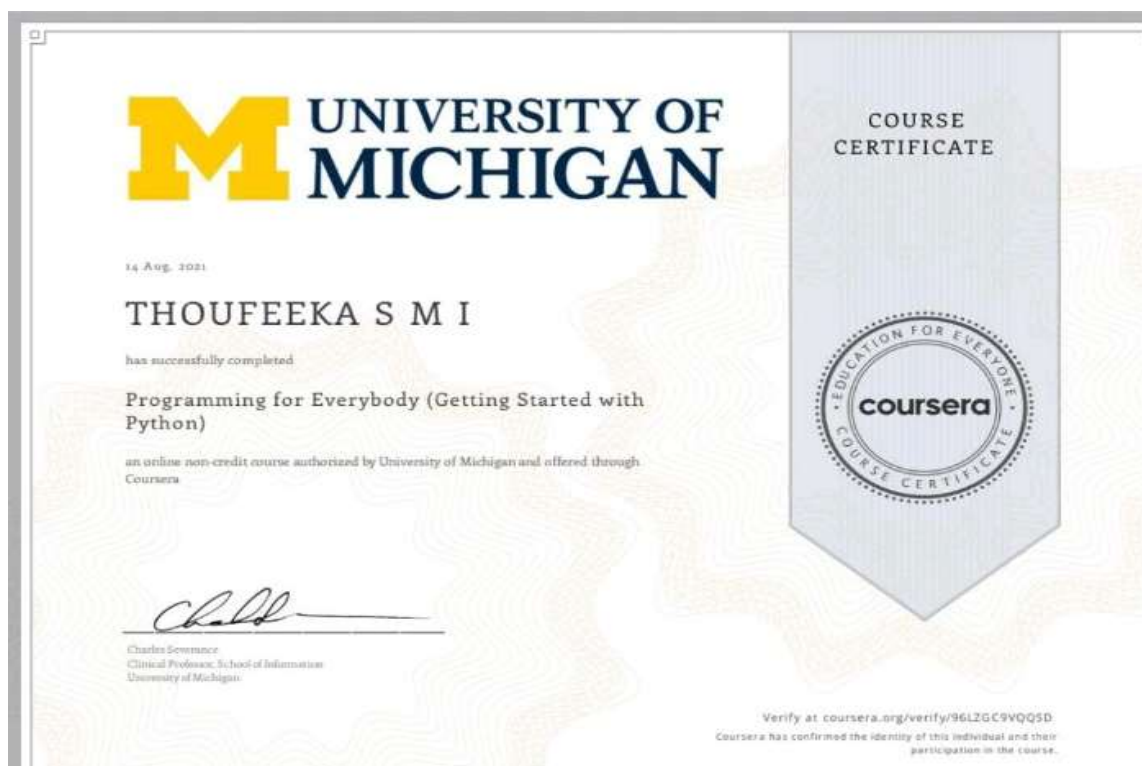 UNIVERSITY OF
MICHIGAN
14 Aug, 2021
THOUFEEKA S M I
has successfully completed
Programming for Everybody (Getting Started with
Python)
an online non-credit course authorized by University of Michigan and offered through
Coursera
Charles Severance
Clinical Professor, School of Information
University of Michigan
COURSE
CERTIFICATE
EDUCATION FOR EVERYONE
coursera
COURSE CERTIFICATE
Verify at coursera.org/verify/96LZGC9VQQSD
Coursera has confirmed the identity of this individual and their
participation in the course.